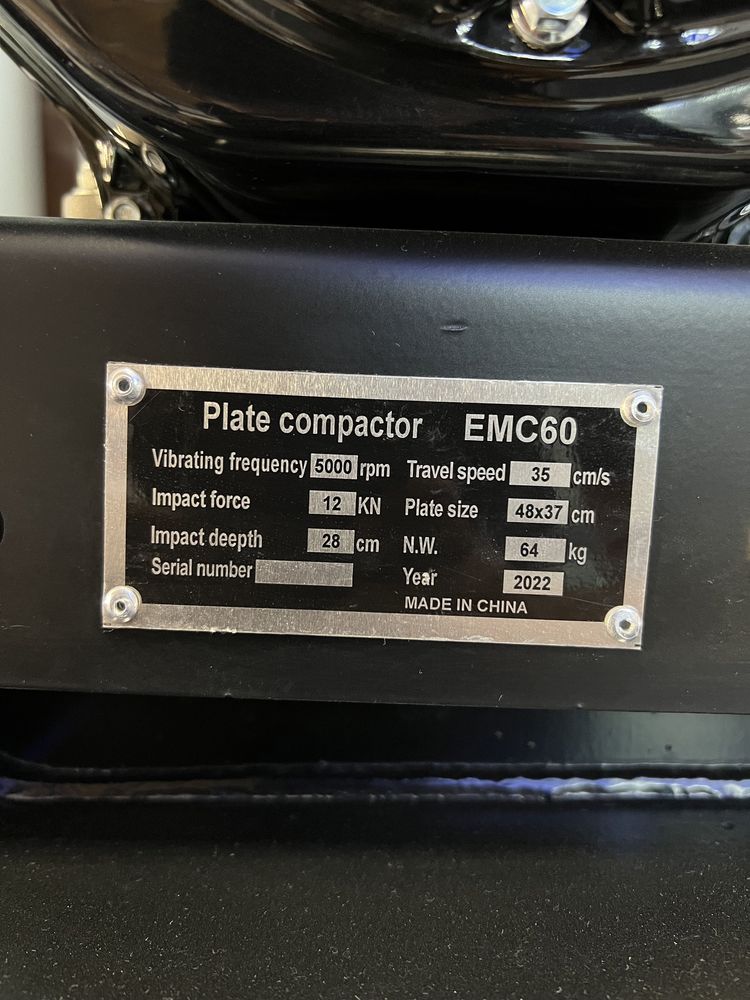 Plate compactor EMC60
Vibrating frequency 5000 rpm Travel speed 35 cm/s
Impact force 12 KN Plate size 48x37 cm
Impact deepth 28 cm N.W. 64 kg
Serial number Year 2022
MADE IN CHINA